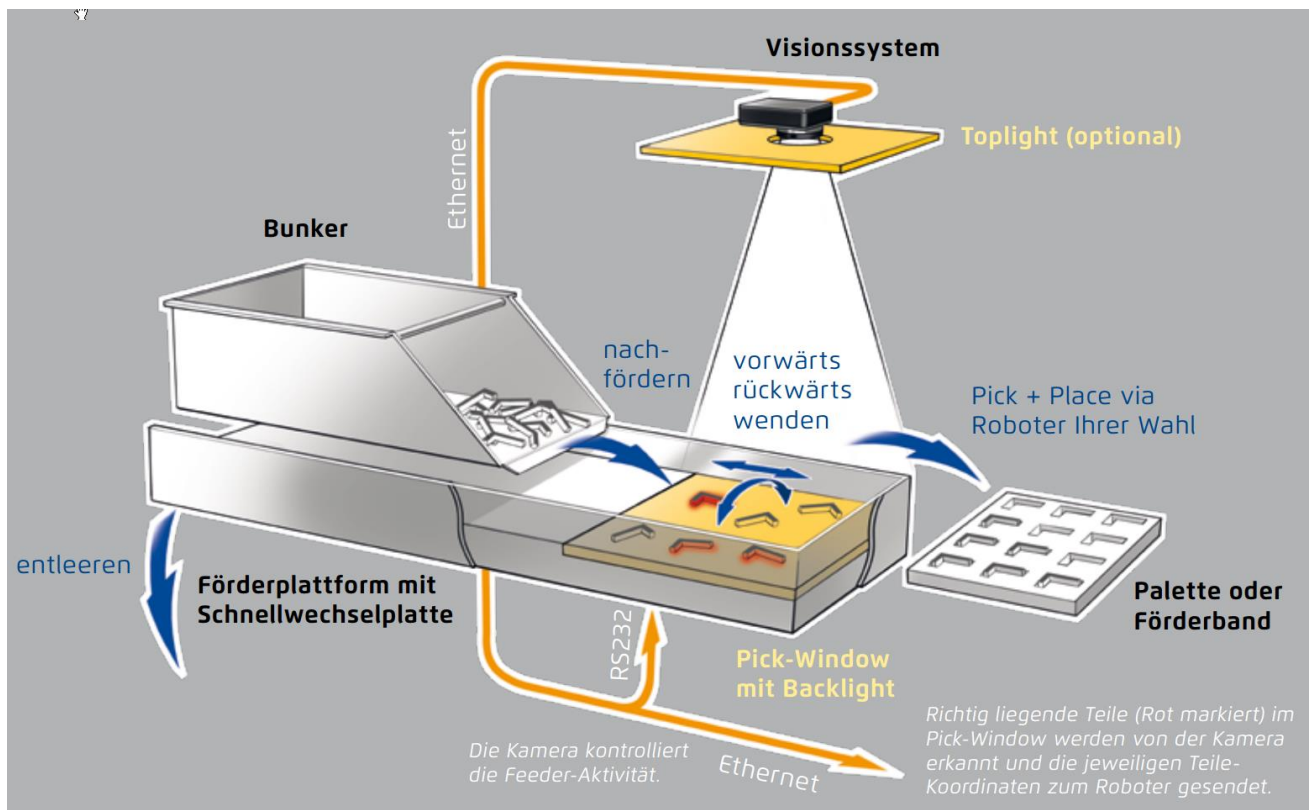 Visionssystem
Toplight (optional)
Ethernet
Bunker
nach-
fördern
vorwärts
rückwärts
wenden
Pick + Place via
Roboter Ihrer Wahl
entleeren
Förderplattform mit
Schnellwechselplatte
RS232
Pick-Window
mit Backlight
Palette oder
Förderband
Die Kamera kontrolliert
die Feeder-Aktivität.
Ethernet
Richtig liegende Teile (Rot markiert) im
Pick-Window werden von der Kamera
erkannt und die jeweiligen Teile-
Koordinaten zum Roboter gesendet.